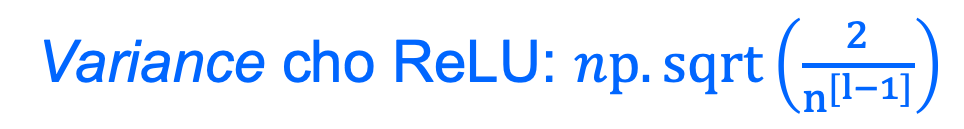 Variance cho ReLU: np.sqrt(2/n^[l−1])